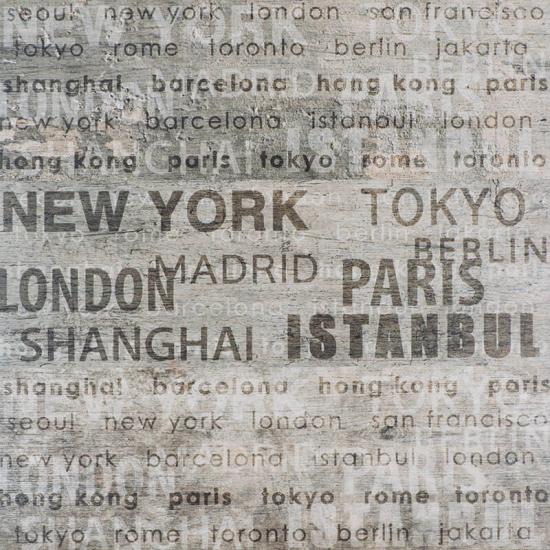 seoul new york london san francisco
tokyo rome toronto berlin jakarta
shanghai barcelona hong kong paris
new york barcelona istanbul london
hong kong paris tokyo rome toronto
NEW YORK TOKYO
BERLIN
MADRID
LONDON PARIS
SHANGHAI ISTANBUL
shanghai barcelona hong kong paris
seoul new york london san francisco
new york barcelona istanbul london
hong kong paris tokyo rome toronto
tokyo rome toronto berlin jakarta